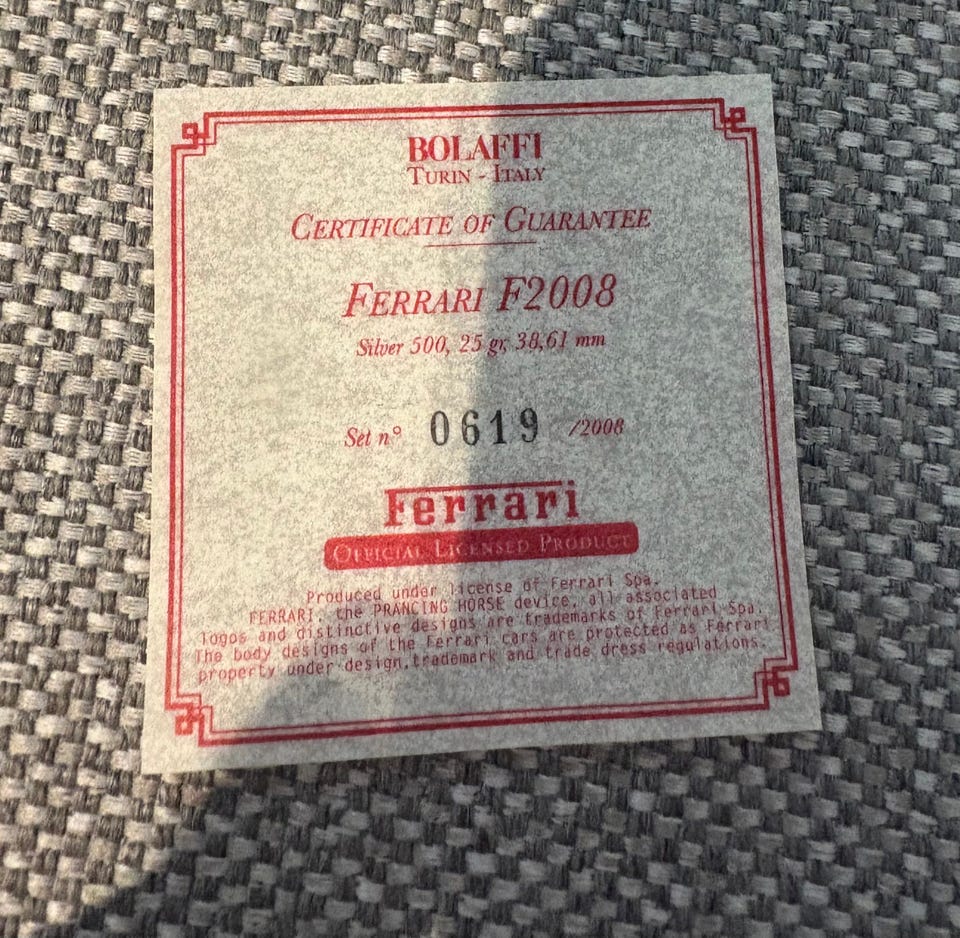 BOLAFFI
TURIN - ITALY
CERTIFICATE OF GUARANTEE
FERRARI F2008
Silver 500, 25 gr, 38,61 mm
Set n° 0619 /2008
Ferrari
OFFICIAL LICENSED PRODUCT
Produced under license of Ferrari Spa.
FERRARI, the PRANCING HORSE device, all associated
logos and distinctive designs are trademarks of Ferrari Spa.
The body designs of the Ferrari cars are protected as Ferrari
property under design,trademark and trade dress regulations.